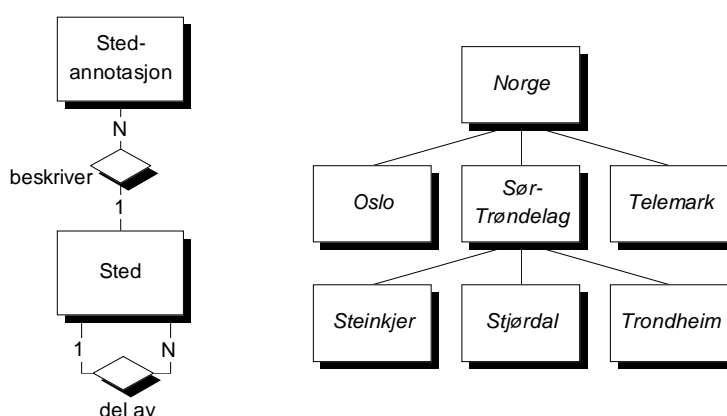 Sted-
annotasjon
N
beskriver
1
Sted
1
N
del av
Norge
Oslo
Sør-
Trøndelag
Telemark
Steinkjer
Stjørdal
Trondheim